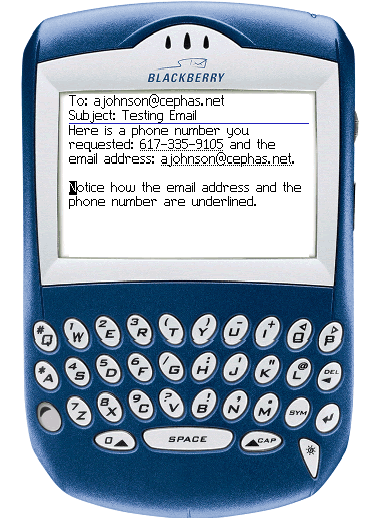 BLACKBERRY
To: ajohnson@cephas.net
Subject: Testing Email
Here is a phone number you
requested: 617-335-9105 and the
email address: ajohnson@cephas.net.
Notice how the email address and the
phone number are underlined.
# Q 1 W 2 E 3 R ( T ) Y _ U - I + O P
* A 4 S 5 D 6 F / G : H ; J " K @ L DEL
7 Z 8 X 9 C ? V ! B , N . M SYM
0 SPACE CAP